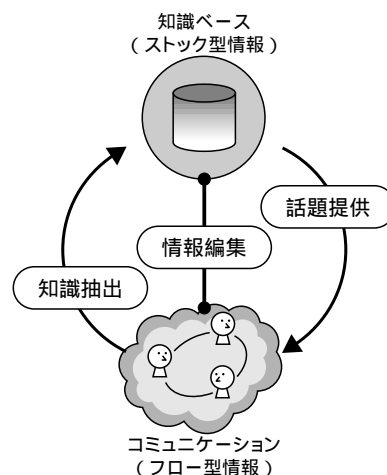 知識ベース
（ストック型情報）
話題提供
情報編集
知識抽出
コミュニケーション
（フロー型情報）